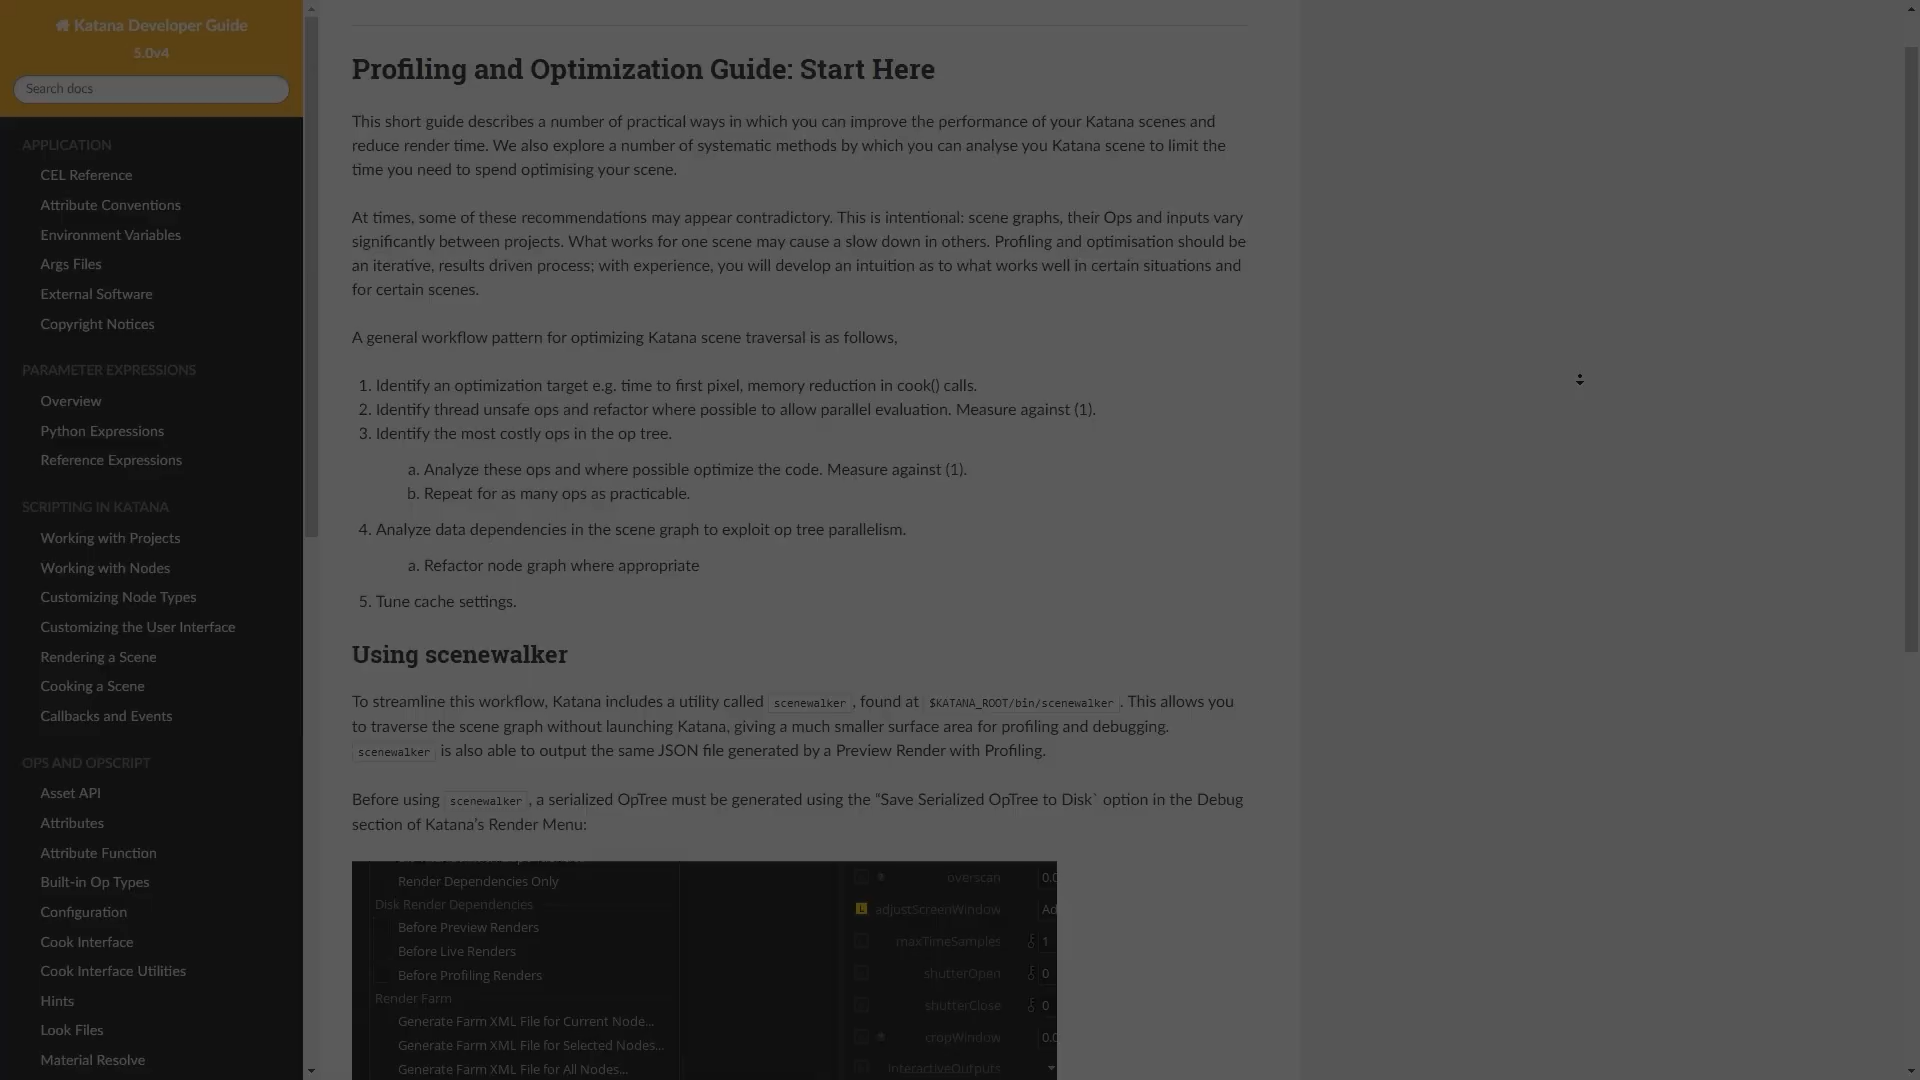 Katana Developer Guide
5.0v4
Search docs
APPLICATION
CEL Reference
Attribute Conventions
Environment Variables
Args Files
External Software
Copyright Notices
PARAMETER EXPRESSIONS
Overview
Python Expressions
Reference Expressions
SCRIPTING IN KATANA
Working with Projects
Working with Nodes
Customizing Node Types
Customizing the User Interface
Rendering a Scene
Cooking a Scene
Callbacks and Events
OPS AND OPSCRIPT
Asset API
Attributes
Attribute Function
Built-in Op Types
Configuration
Cook Interface
Cook Interface Utilities
Hints
Look Files
Material Resolve
Profiling and Optimization Guide: Start Here
This short guide describes a number of practical ways in which you can improve the performance of your Katana scenes and
reduce render time. We also explore a number of systematic methods by which you can analyse you Katana scene to limit the
time you need to spend optimising your scene.
At times, some of these recommendations may appear contradictory. This is intentional: scene graphs, their Ops and inputs vary
significantly between projects. What works for one scene may cause a slow down in others. Profiling and optimisation should be
an iterative, results driven process; with experience, you will develop an intuition as to what works well in certain situations and
for certain scenes.
A general workflow pattern for optimizing Katana scene traversal is as follows,
1. Identify an optimization target e.g. time to first pixel, memory reduction in cook() calls.
2. Identify thread unsafe ops and refactor where possible to allow parallel evaluation. Measure against (1).
3. Identify the most costly ops in the op tree.
a. Analyze these ops and where possible optimize the code. Measure against (1).
b. Repeat for as many ops as practicable.
4. Analyze data dependencies in the scene graph to exploit op tree parallelism.
a. Refactor node graph where appropriate
5. Tune cache settings.
Using scenewalker
To streamline this workflow, Katana includes a utility called scenewalker , found at $KATANA_ROOT/bin/scenewalker . This allows you
to traverse the scene graph without launching Katana, giving a much smaller surface area for profiling and debugging.
scenewalker is also able to output the same JSON file generated by a Preview Render with Profiling.
Before using scenewalker , a serialized OpTree must be generated using the “Save Serialized OpTree to Disk` option in the Debug
section of Katana’s Render Menu:
Render Dependencies Only
Disk Render Dependencies
Before Preview Renders
Before Live Renders
Before Profiling Renders
Render Farm
Generate Farm XML File for Current Node...
Generate Farm XML File for Selected Nodes...
Generate Farm XML File for All Nodes...
overscan 0.0
L adjustScreenWindow Ad
maxTimeSamples 1
shutterOpen 0
shutterClose 0
cropWindow 0.0
interactiveOutputs